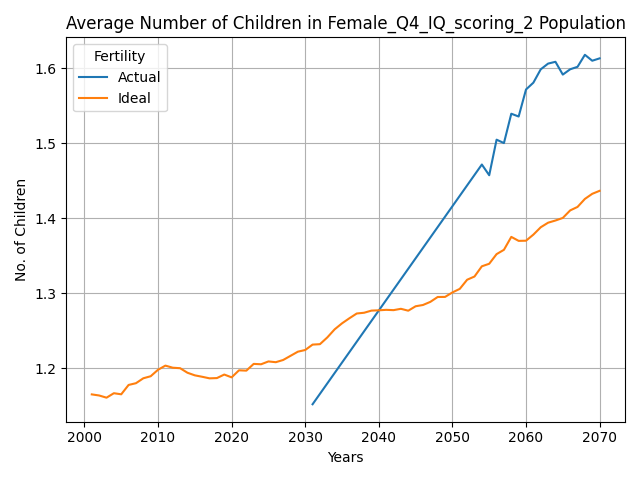 Average Number of Children in Female_Q4_IQ_scoring_2 Population
Fertility
Actual
Ideal
No. of Children
1.6
1.5
1.4
1.3
1.2
2000 2010 2020 2030 2040 2050 2060 2070
Years